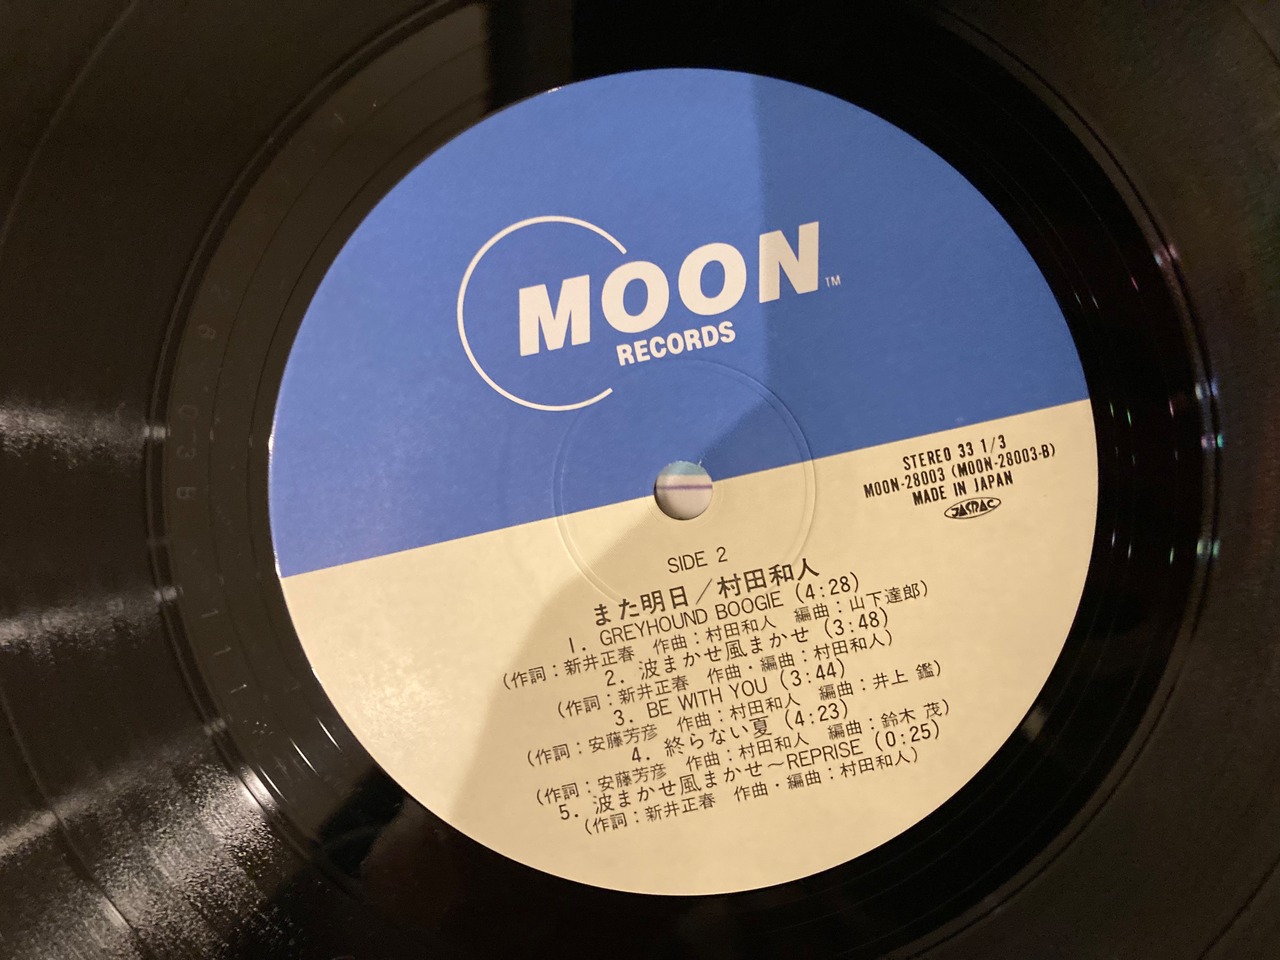 MOON™
RECORDS
STEREO 33 1/3
MOON-28003 (MOON-28003-B)
MADE IN JAPAN
JASRAC
SIDE 2
また明日／村田和人
1. GREYHOUND BOOGIE (4:28)
(作詞：新井正春 作曲：村田和人 編曲：山下達郎)
2. 波まかせ風まかせ (3:48)
(作詞：新井正春 作曲・編曲：村田和人)
3. BE WITH YOU (3:44)
(作詞：安藤芳彦 作曲：村田和人 編曲：井上 鑑)
4. 終らない夏 (4:23)
(作詞：安藤芳彦 作曲：村田和人 編曲：鈴木 茂)
5. 波まかせ風まかせ～REPRISE (0:25)
(作詞：新井正春 作曲・編曲：村田和人)